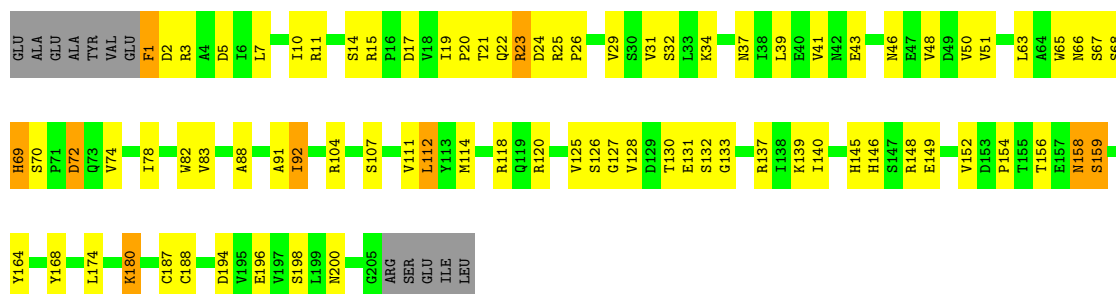 GLU ALA GLU ALA TYR VAL GLU F1 D2 R3 A4 D5 I6 L7 I10 R11 S14 R15 P16 D17 V18 I19 P20 T21 Q22 R23 D24 R25 P26 V29 S30 V31 S32 L33 K34 N37 I38 L39 E40 V41 N42 E43 N46 E47 V48 D49 V50 V51 L63 A64 W65 N66 S67 S68
H69 S70 P71 D72 Q73 V74 I78 W82 V83 A88 A91 I92 R104 S107 V111 L112 Y113 M114 R118 Q119 R120 V125 S126 G127 V128 D129 T130 E131 S132 G133 R137 I138 K139 I140 H145 H146 S147 R148 E149 V152 D153 P154 T155 T156 E157 N158 S159
Y164 Y168 L174 K180 C187 C188 D194 V195 E196 V197 S198 L199 N200 G205 ARG SER GLU ILE LEU